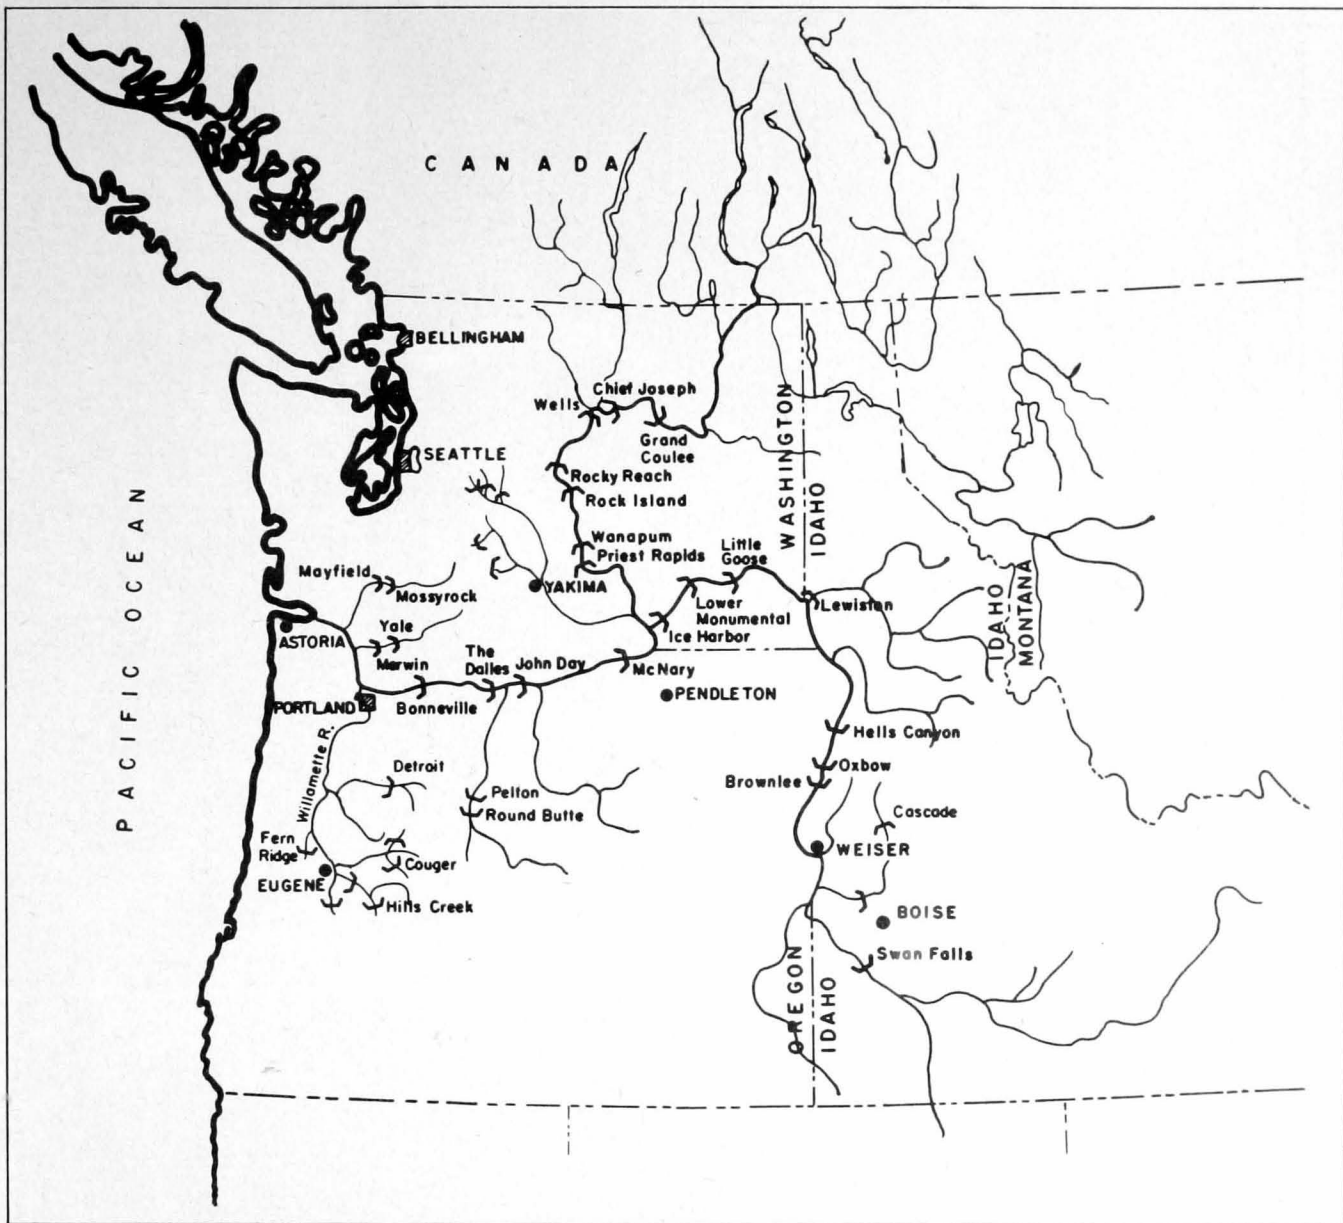 CANADA
BELLINGHAM
Chief Joseph
Wells
Grand
Coulee
WASHINGTON
IDAHO
SEATTLE
Rocky Reach
Rock Island
PACIFIC OCEAN
Wanapum
Priest Rapids
Little
Goose
Mayfield
Mossyrock
YAKIMA
Lower
Monumental
Lewiston
Ice Harbor
IDAHO
MONTANA
ASTORIA
Yale
Merwin
The
Dalles
John Day
McNary
PORTLAND
Bonneville
PENDLETON
Hells Canyon
Willamette R.
Detroit
Oxbow
Brownlee
Pelton
Round Butte
Cascade
Fern
Ridge
Couger
WEISER
EUGENE
Hills Creek
BOISE
Swan Falls
OREGON
IDAHO